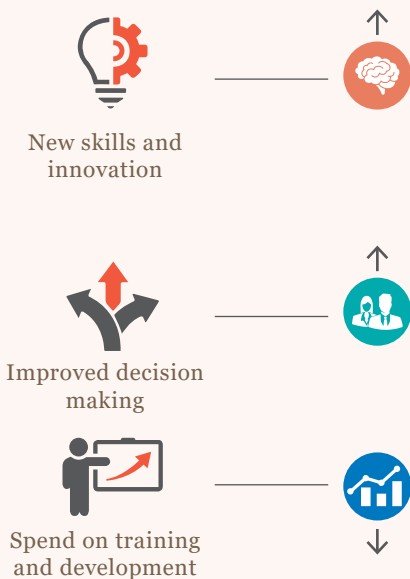 New skills and
innovation
Improved decision
making
Spend on training
and development